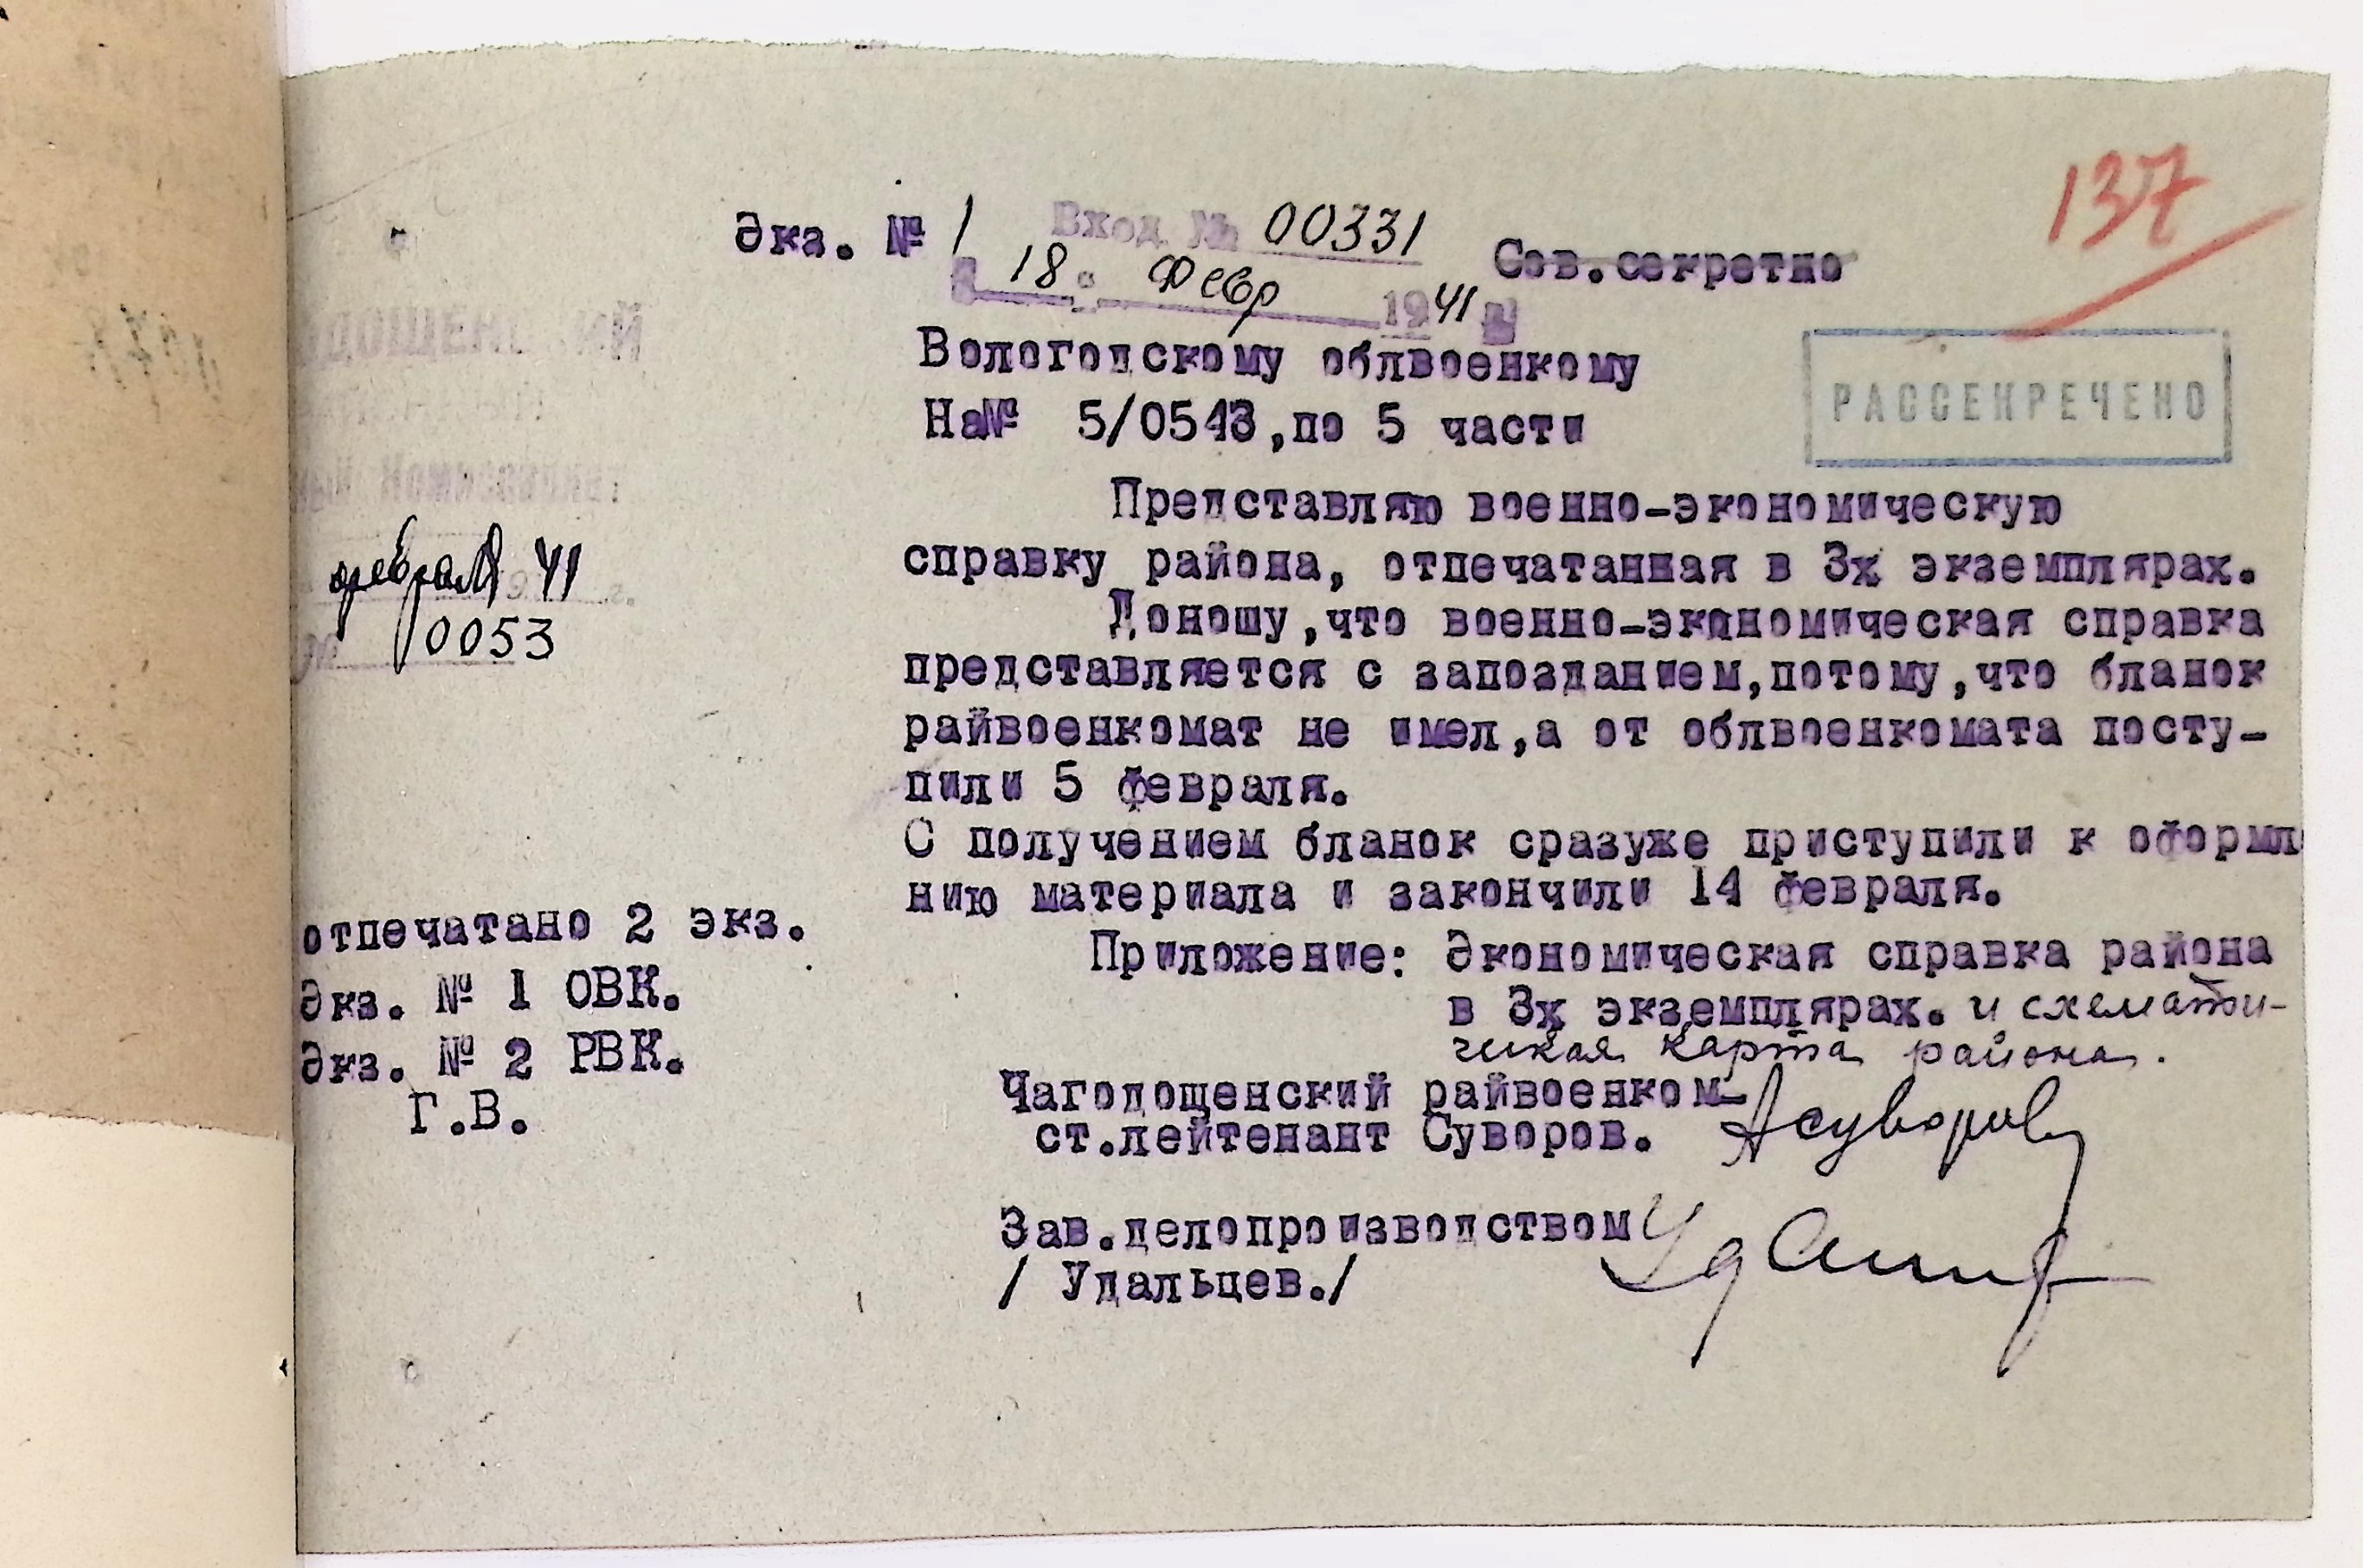 137
Экз. № 1 Вход № 00331 Сов.секретно
18 Февр 1941 г
Вологодскому облвоенкому
На№ 5/0543,по 5 части
РАССЕКРЕЧЕНО
Представляю военно-экономическую
справку района, отпечатанная в 3х экземплярах.
Доношу,что военно-экономическая справка
представляется с запозданием,потому,что бланок
райвоенкомат не имел,а от облвоенкомата посту-
пили 5 февраля.
С получением бланок сразуже приступили к оформл
нию материала и закончили 14 февраля.
Приложение: Экономическая справка района
в 3х экземплярах. и схемати-
ческая карта района.
Чагодощенский райвоенком-
ст.лейтенант Суворов. АСуворов
Зав.делопроизводством
/ Удальцев./
февраля 41 г.
№ 0053
отпечатано 2 экз.
Экз. № 1 ОВК.
Экз. № 2 РВК.
Г.В.